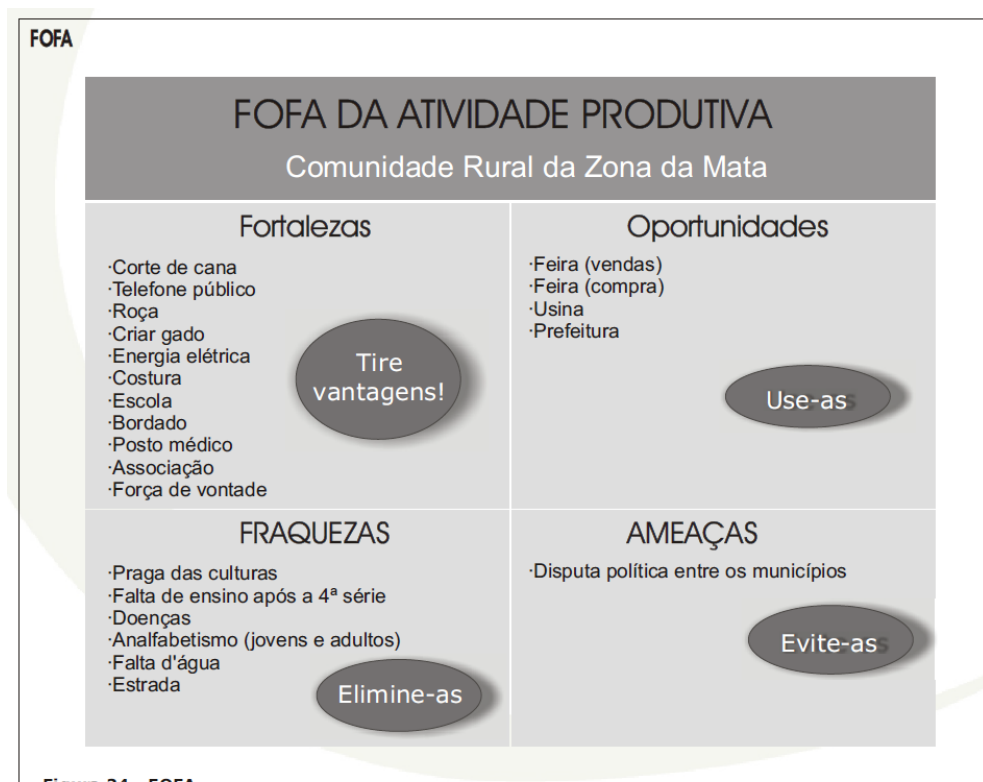 FOFA
FOFA DA ATIVIDADE PRODUTIVA
Comunidade Rural da Zona da Mata
Fortalezas
·Corte de cana
·Telefone público
·Roça
·Criar gado
·Energia elétrica
·Costura
·Escola
·Bordado
·Posto médico
·Associação
·Força de vontade
Tire
vantagens!
Oportunidades
·Feira (vendas)
·Feira (compra)
·Usina
·Prefeitura
Use-as
FRAQUEZAS
·Praga das culturas
·Falta de ensino após a 4ª série
·Doenças
·Analfabetismo (jovens e adultos)
·Falta d'água
·Estrada
Elimine-as
AMEAÇAS
·Disputa política entre os municípios
Evite-as
FOFA